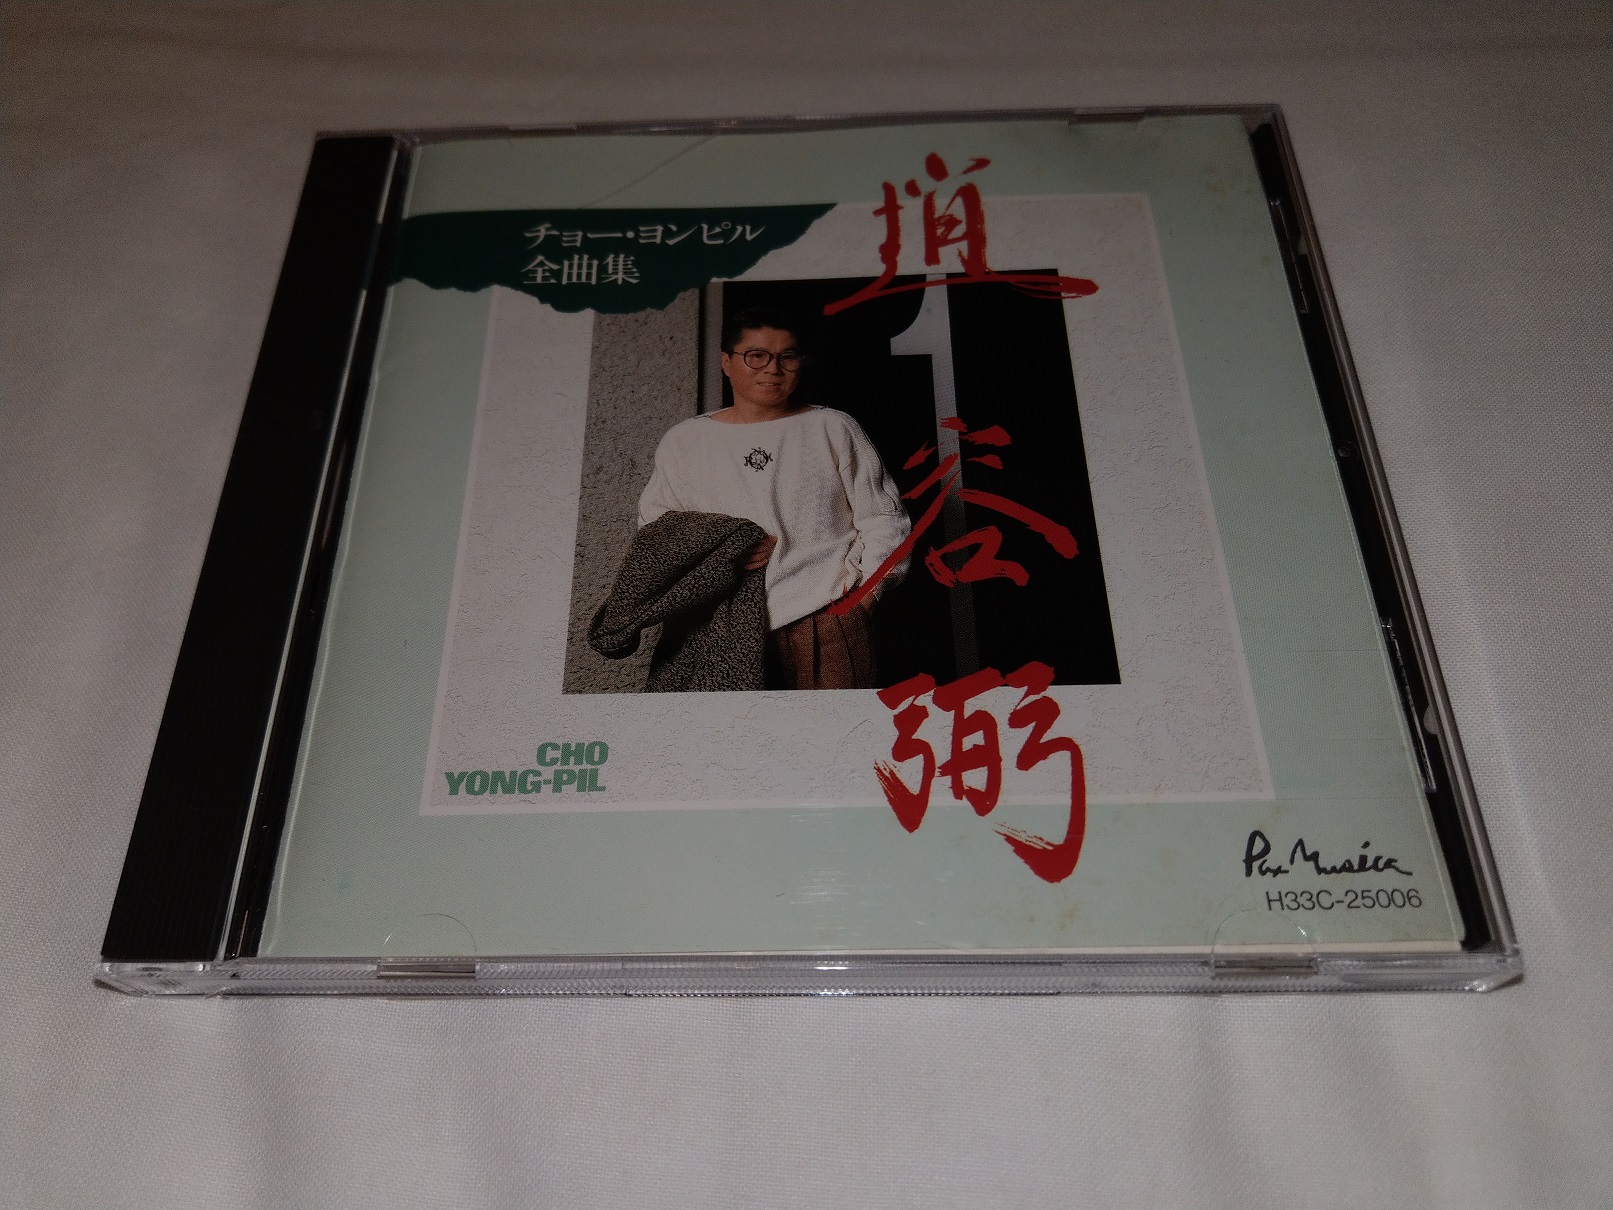 チョー・ヨンピル
全曲集
趙
容
弼
1
CHO
YONG-PIL
Pax Musica
H33C-25006